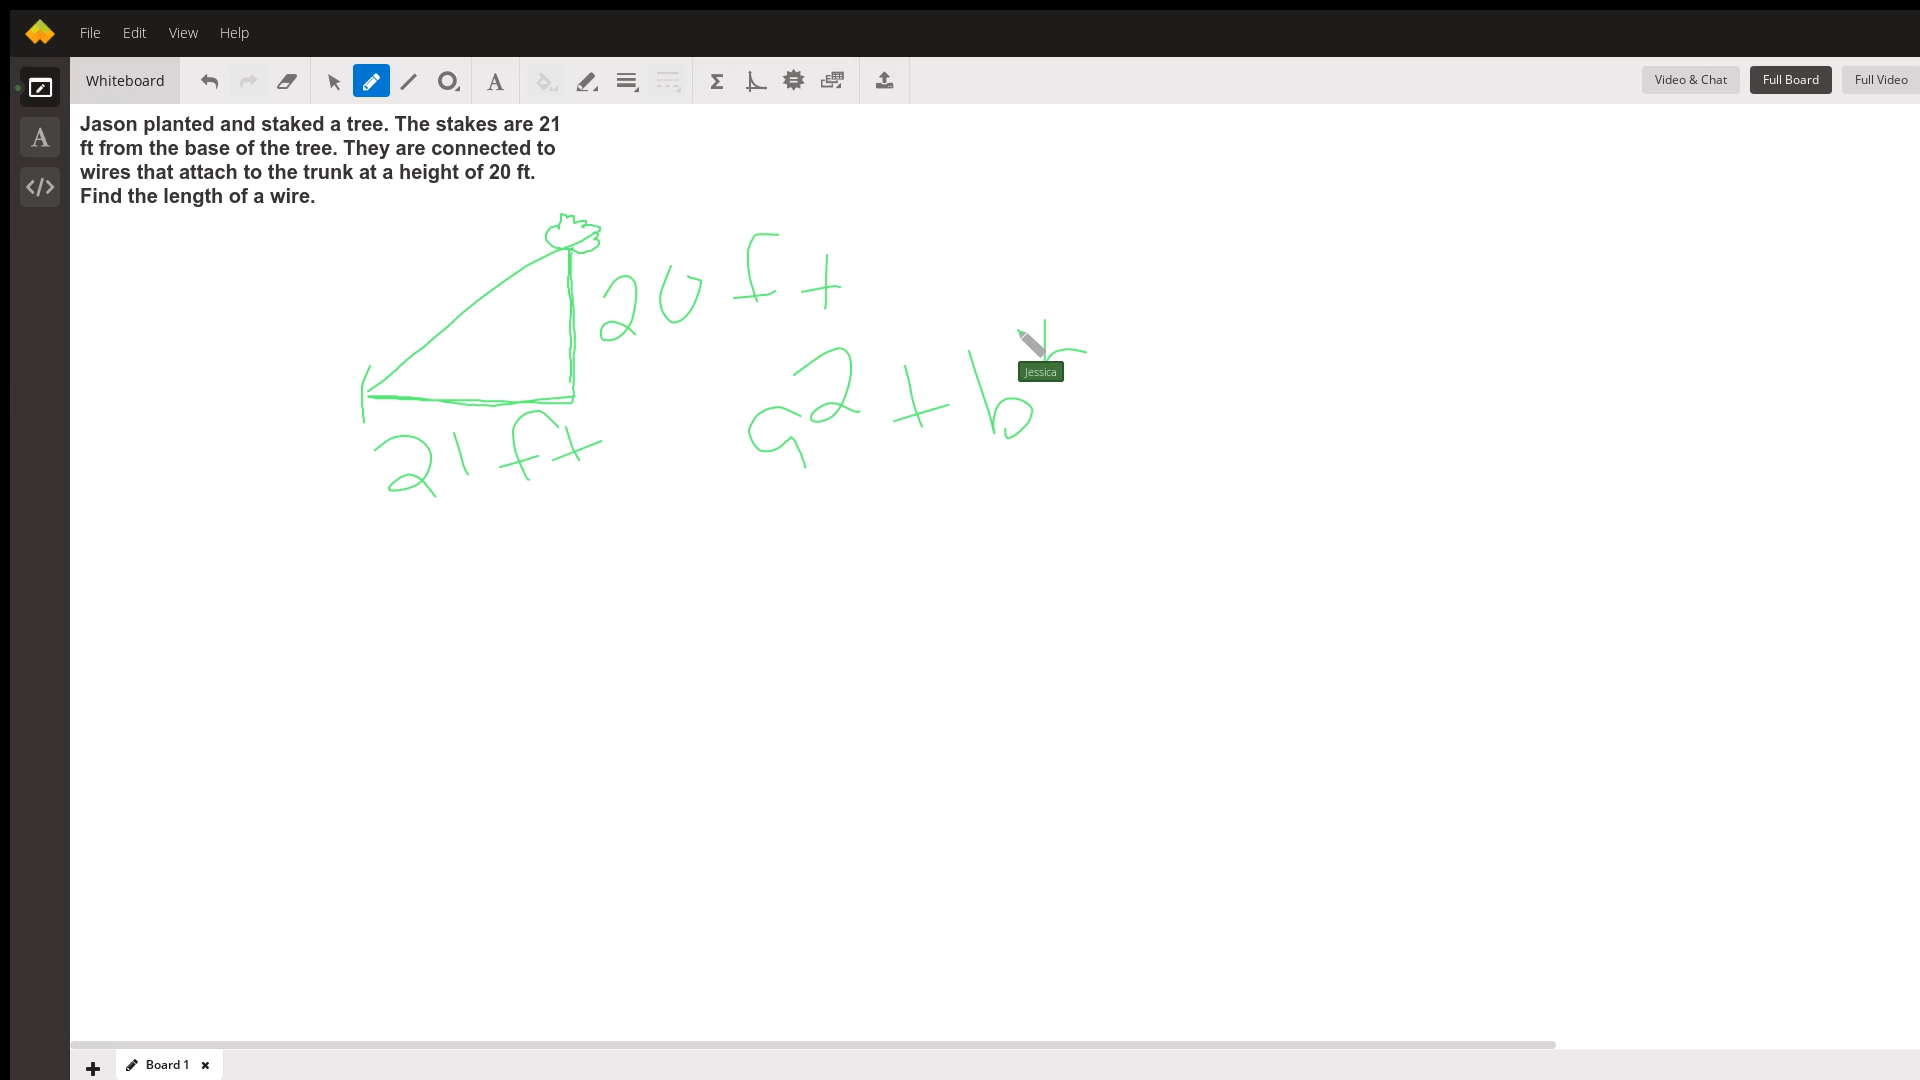 File Edit View Help
Whiteboard A Σ Video & Chat Full Board Full Video
A
</>
Jason planted and staked a tree. The stakes are 21
ft from the base of the tree. They are connected to
wires that attach to the trunk at a height of 20 ft.
Find the length of a wire.
20 ft
Jessica
a2 + b
21 ft
Board 1